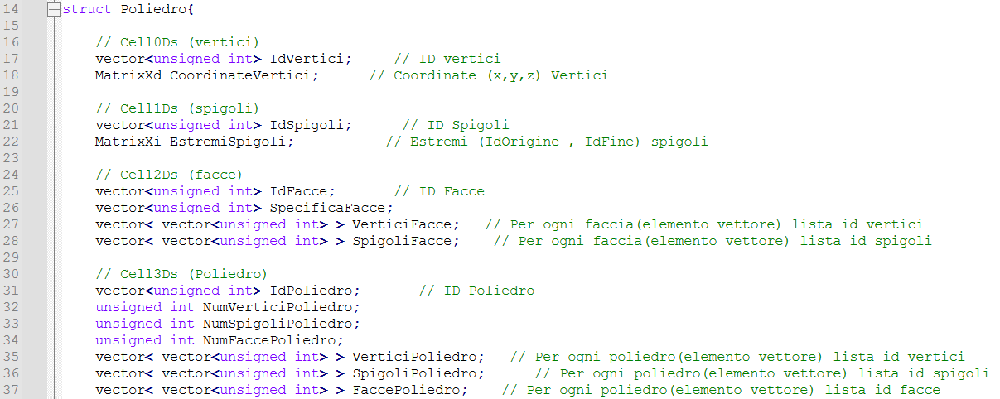 14 struct Poliedro{
15
16 // Cell0Ds (vertici)
17 vector<unsigned int> IdVertici; // ID vertici
18 MatrixXd CoordinateVertici; // Coordinate (x,y,z) Vertici
19
20 // Cell1Ds (spigoli)
21 vector<unsigned int> IdSpigoli; // ID Spigoli
22 MatrixXi EstremiSpigoli; // Estremi (IdOrigine , IdFine) spigoli
23
24 // Cell2Ds (facce)
25 vector<unsigned int> IdFacce; // ID Facce
26 vector<unsigned int> SpecificaFacce;
27 vector< vector<unsigned int> > VerticiFacce; // Per ogni faccia(elemento vettore) lista id vertici
28 vector< vector<unsigned int> > SpigoliFacce; // Per ogni faccia(elemento vettore) lista id spigoli
29
30 // Cell3Ds (Poliedro)
31 vector<unsigned int> IdPoliedro; // ID Poliedro
32 unsigned int NumVerticiPoliedro;
33 unsigned int NumSpigoliPoliedro;
34 unsigned int NumFaccePoliedro;
35 vector< vector<unsigned int> > VerticiPoliedro; // Per ogni poliedro(elemento vettore) lista id vertici
36 vector< vector<unsigned int> > SpigoliPoliedro; // Per ogni poliedro(elemento vettore) lista id spigoli
37 vector< vector<unsigned int> > FaccePoliedro; // Per ogni poliedro(elemento vettore) lista id facce